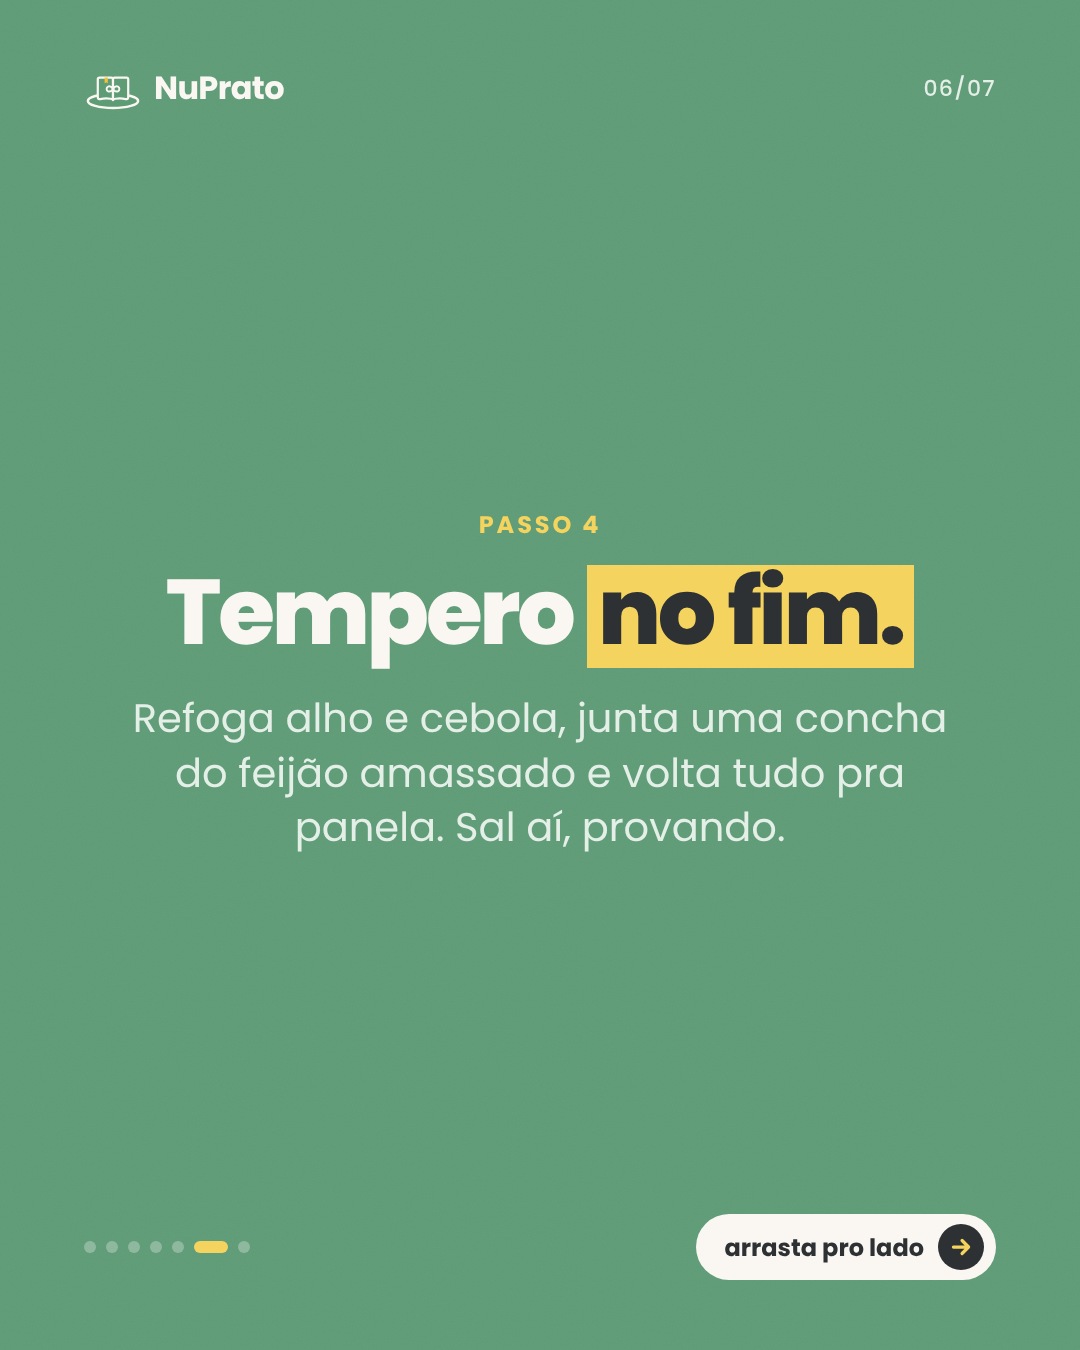 NuPrato
06/07
PASSO 4
Tempero no fim.
Refoga alho e cebola, junta uma concha
do feijão amassado e volta tudo pra
panela. Sal aí, provando.
arrasta pro lado